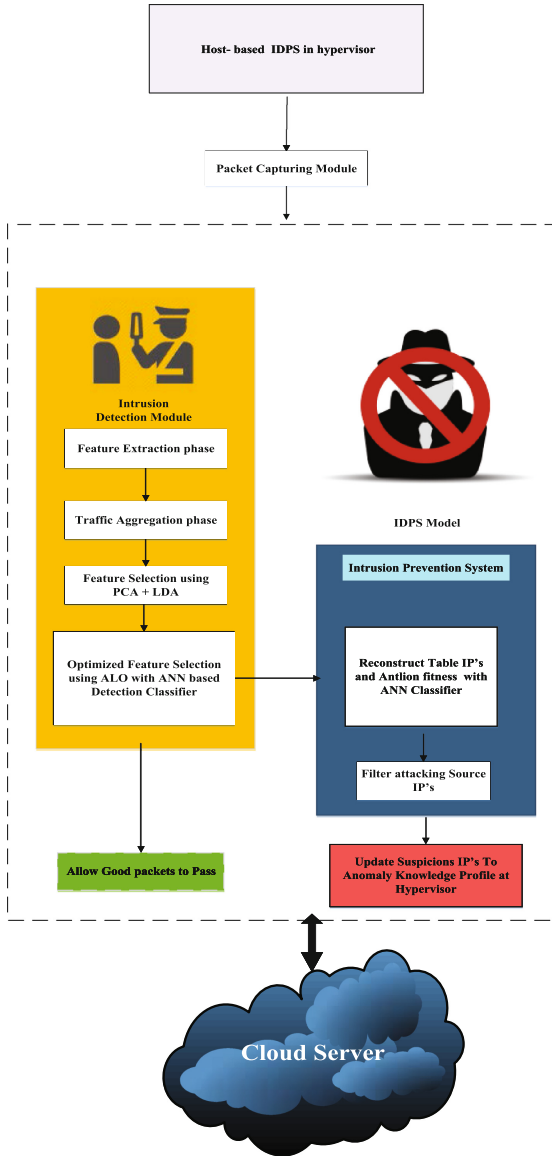 Host- based IDPS in hypervisor
Packet Capturing Module
Intrusion
Detection Module
Feature Extraction phase
Traffic Aggregation phase
Feature Selection using
PCA + LDA
Optimized Feature Selection
using ALO with ANN based
Detection Classifier
Allow Good packets to Pass
IDPS Model
Intrusion Prevention System
Reconstruct Table IP's
and Antlion fitness with
ANN Classifier
Filter attacking Source
IP's
Update Suspicions IP's To
Anomaly Knowledge Profile at
Hypervisor
Cloud Server